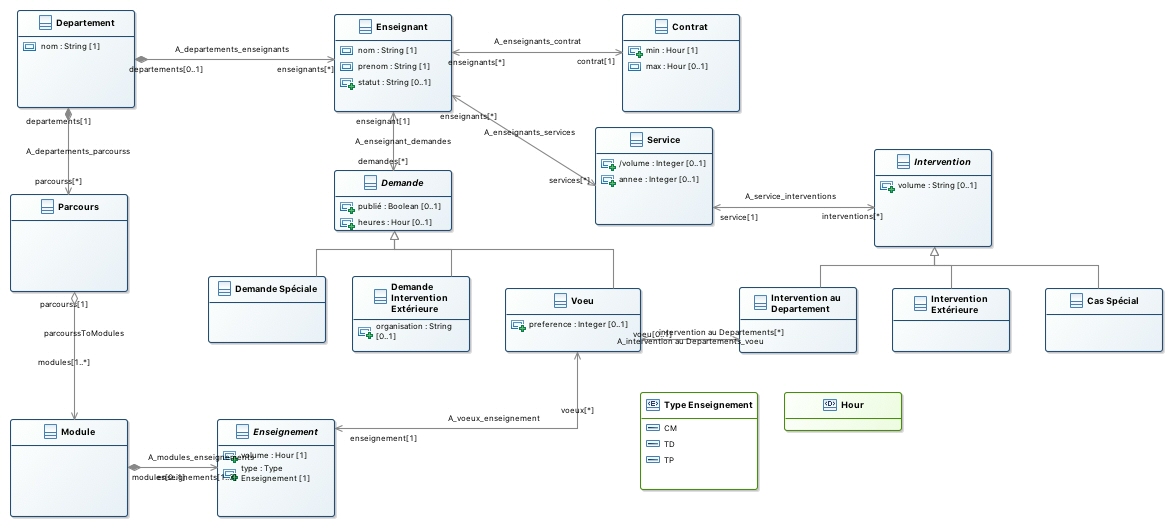 Departement
nom : String [1]
A_departements_enseignants
departements[0..1]
enseignants[*]
Enseignant
nom : String [1]
prenom : String [1]
statut : String [0..1]
A_enseignants_contrat
enseignants[*]
contrat[1]
Contrat
min : Hour [1]
max : Hour [0..1]
departements[1]
A_departements_parcourss
parcourss[*]
enseignant[1]
A_enseignant_demandes
demandes[*]
enseignants[*]
A_enseignants_services
services[*]
Service
/volume : Integer [0..1]
annee : Integer [0..1]
A_service_interventions
service[1]
interventions[*]
Intervention
volume : String [0..1]
Demande
publié : Boolean [0..1]
heures : Hour [0..1]
Parcours
Demande Spéciale
Demande
Intervention
Extérieure
organisation : String
[0..1]
Voeu
preference : Integer [0..1]
voeu[0..1]
intervention au Departements[*]
A_intervention au Departements_voeu
Intervention au
Departement
Intervention
Extérieure
Cas Spécial
parcourss[1]
parcourssToModules
modules[1..*]
voeux[*]
A_voeux_enseignement
enseignement[1]
Module
A_modules_enseignements
modules[0..1]
enseignements[1..*]
Enseignement
volume : Hour [1]
type : Type
Enseignement [1]
Type Enseignement
CM
TD
TP
Hour